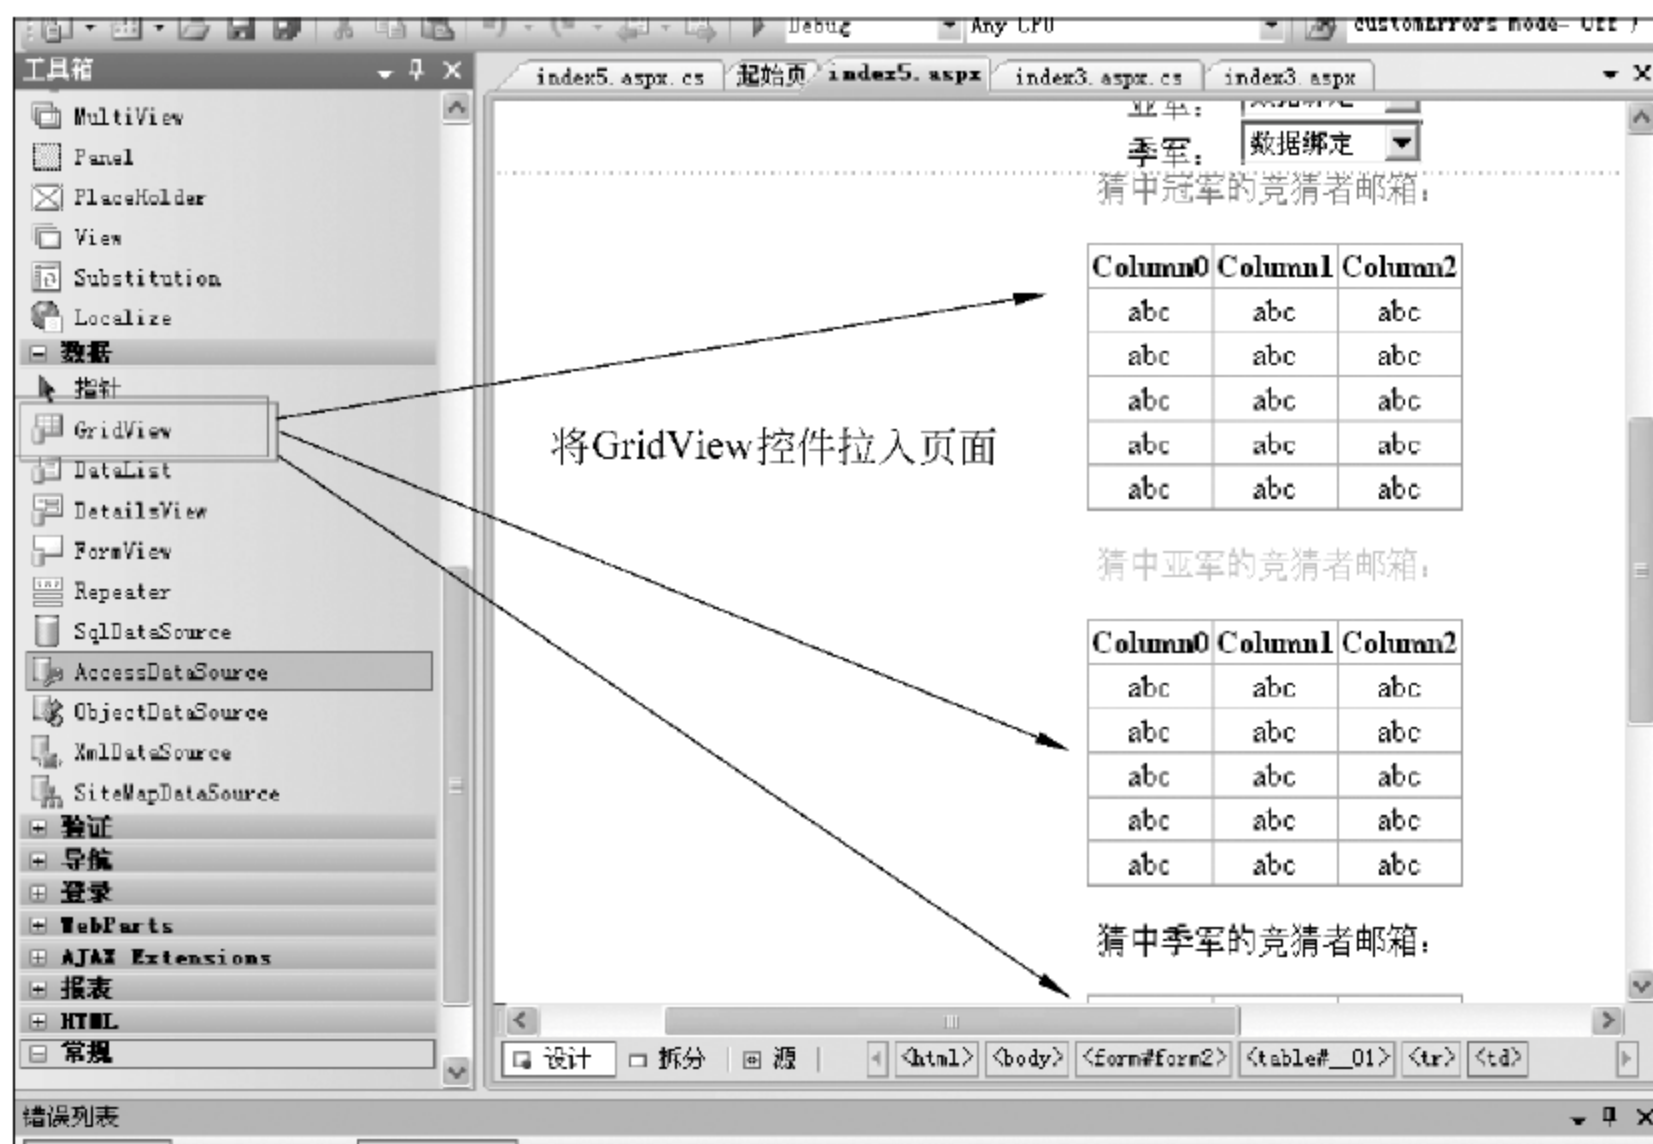 Debug Any CPU customErrors mode= Off
工具箱
index5.aspx.cs 起始页 index5.aspx index3.aspx.cs index3.aspx
MultiView
Panel
PlaceHolder
View
Substitution
Localize
数据
指针
GridView
DataList
DetailsView
FormView
Repeater
SqlDataSource
AccessDataSource
ObjectDataSource
XmlDataSource
SiteMapDataSource
验证
导航
登录
WebParts
AJAX Extensions
报表
HTML
常规
亚军： 数据绑定
季军： 数据绑定
猜中冠军的竞猜者邮箱：
Column0 Column1 Column2
abc abc abc
abc abc abc
abc abc abc
abc abc abc
abc abc abc
将GridView控件拉入页面
猜中亚军的竞猜者邮箱：
Column0 Column1 Column2
abc abc abc
abc abc abc
abc abc abc
abc abc abc
abc abc abc
猜中季军的竞猜者邮箱：
设计 拆分 源 <html> <body> <form#form2> <table#__01> <tr> <td>
错误列表